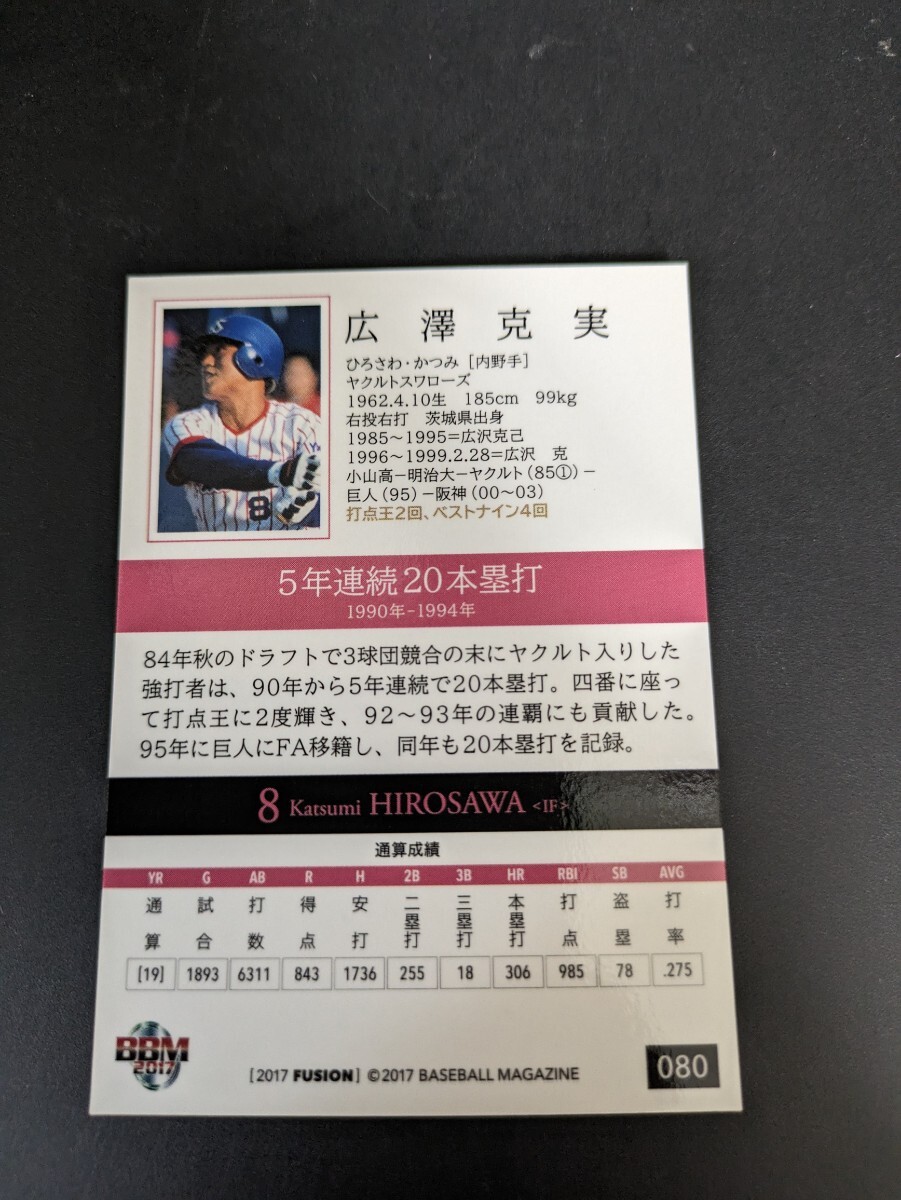 広澤克実
ひろさわ・かつみ [内野手]
ヤクルトスワローズ
1962.4.10生 185cm 99kg
右投右打 茨城県出身
1985~1995=広沢克己
1996~1999.2.28=広沢 克
小山高-明治大-ヤクルト(85①)-
巨人(95)-阪神(00~03)
打点王2回、ベストナイン4回
S
8
5年連続20本塁打
1990年-1994年
84年秋のドラフトで3球団競合の末にヤクルト入りした
強打者は、90年から5年連続で20本塁打。四番に座っ
て打点王に2度輝き、92~93年の連覇にも貢献した。
95年に巨人にFA移籍し、同年も20本塁打を記録。
8 Katsumi HIROSAWA <IF>
通算成績
YR G AB R H 2B 3B HR RBI SB AVG
通算 試合 打数 得点 安打 二塁打 三塁打 本塁打 打点 盗塁 打率
[19] 1893 6311 843 1736 255 18 306 985 78 .275
BBM
2017
[2017 FUSION] ©2017 BASEBALL MAGAZINE
080